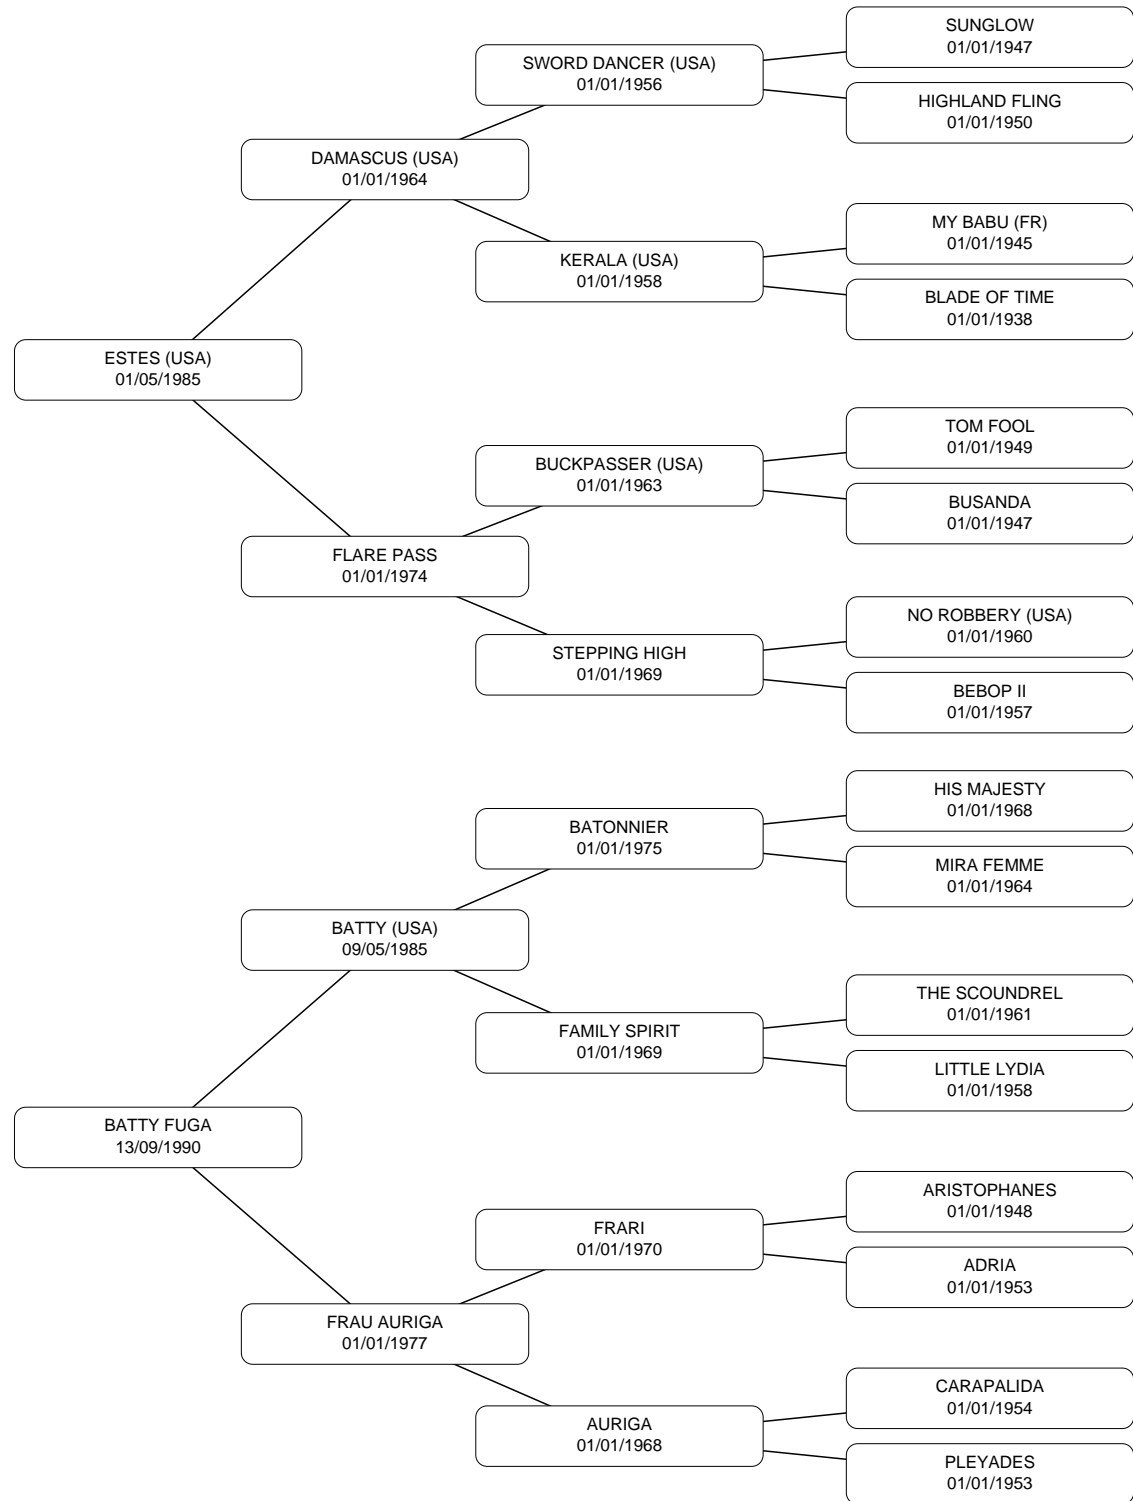 SUNGLOW
01/01/1947
SWORD DANCER (USA)
01/01/1956
HIGHLAND FLING
01/01/1950
DAMASCUS (USA)
01/01/1964
MY BABU (FR)
01/01/1945
KERALA (USA)
01/01/1958
BLADE OF TIME
01/01/1938
ESTES (USA)
01/05/1985
TOM FOOL
01/01/1949
BUCKPASSER (USA)
01/01/1963
BUSANDA
01/01/1947
FLARE PASS
01/01/1974
NO ROBBERY (USA)
01/01/1960
STEPPING HIGH
01/01/1969
BEBOP II
01/01/1957
HIS MAJESTY
01/01/1968
BATONNIER
01/01/1975
MIRA FEMME
01/01/1964
BATTY (USA)
09/05/1985
THE SCOUNDREL
01/01/1961
FAMILY SPIRIT
01/01/1969
LITTLE LYDIA
01/01/1958
BATTY FUGA
13/09/1990
ARISTOPHANES
01/01/1948
FRARI
01/01/1970
ADRIA
01/01/1953
FRAU AURIGA
01/01/1977
CARAPALIDA
01/01/1954
AURIGA
01/01/1968
PLEYADES
01/01/1953